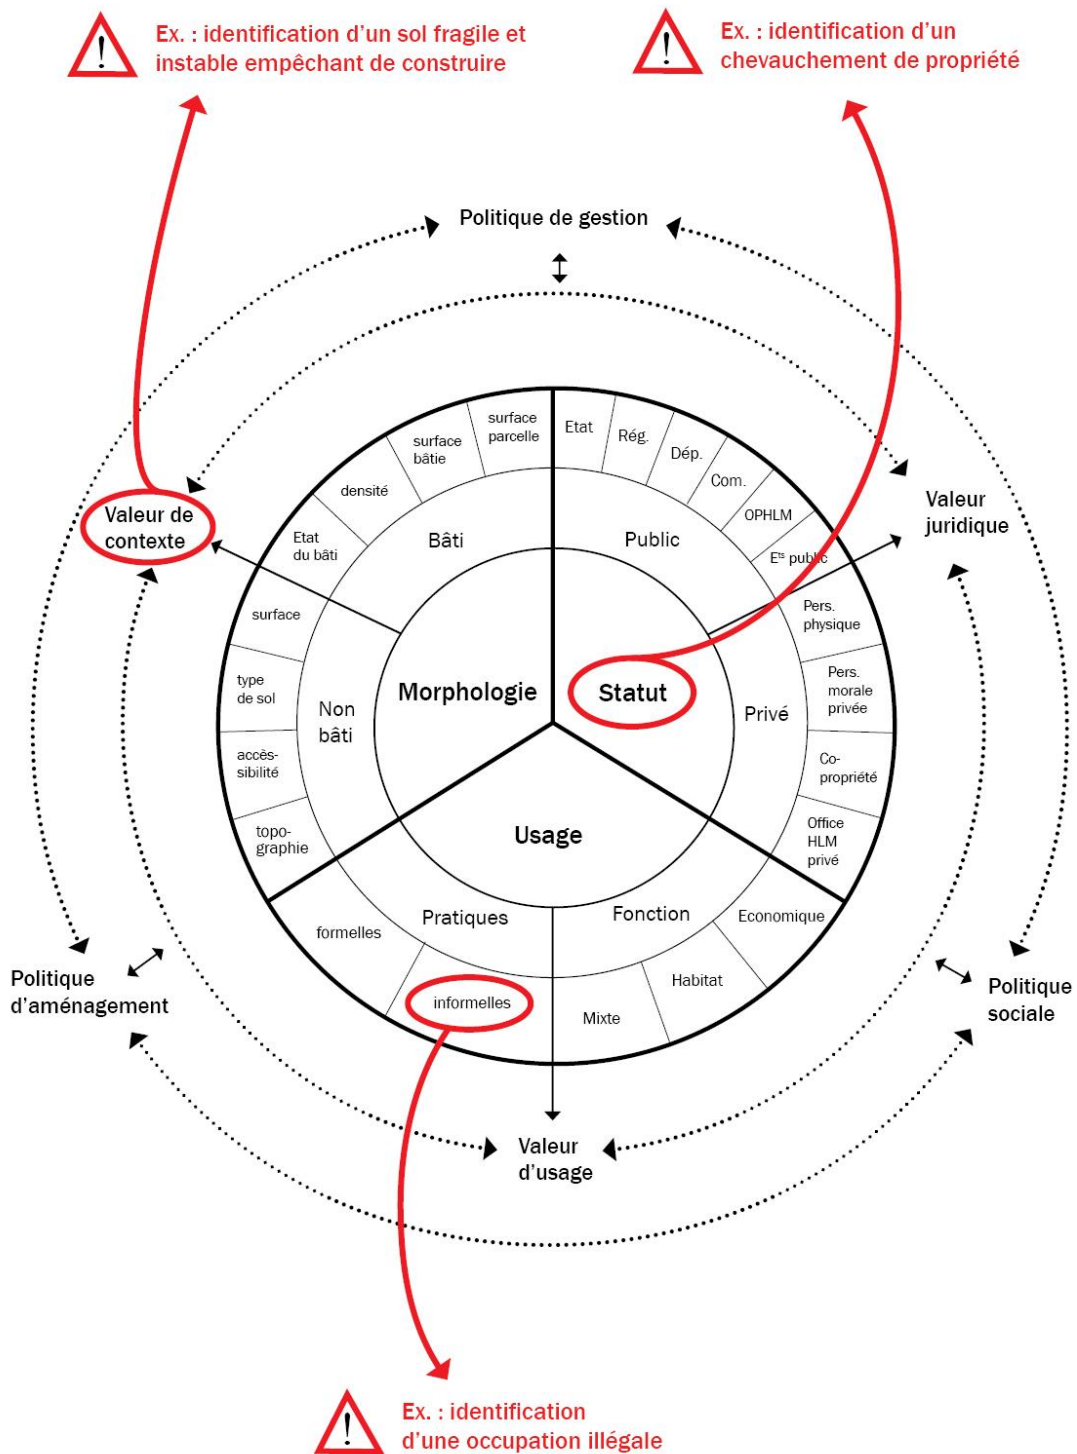 Ex. : identification d'un sol fragile et
instable empêchant de construire
Ex. : identification d'un
chevauchement de propriété
Politique de gestion
Valeur de
contexte
Valeur
juridique
surface
parcelle
surface
bâtie
densité
Etat
du bâti
Etat
Rég.
Dép.
Com.
OPHLM
Eᵗˢ public
Bâti
Public
surface
type
de sol
accès-
sibilité
topo-
graphie
Non
bâti
Morphologie
Statut
Privé
Pers.
physique
Pers.
morale
privée
Co-
propriété
Office
HLM
privé
Usage
Pratiques
Fonction
formelles
informelles
Mixte
Habitat
Economique
Politique
d'aménagement
Politique
sociale
Valeur
d'usage
Ex. : identification
d'une occupation illégale